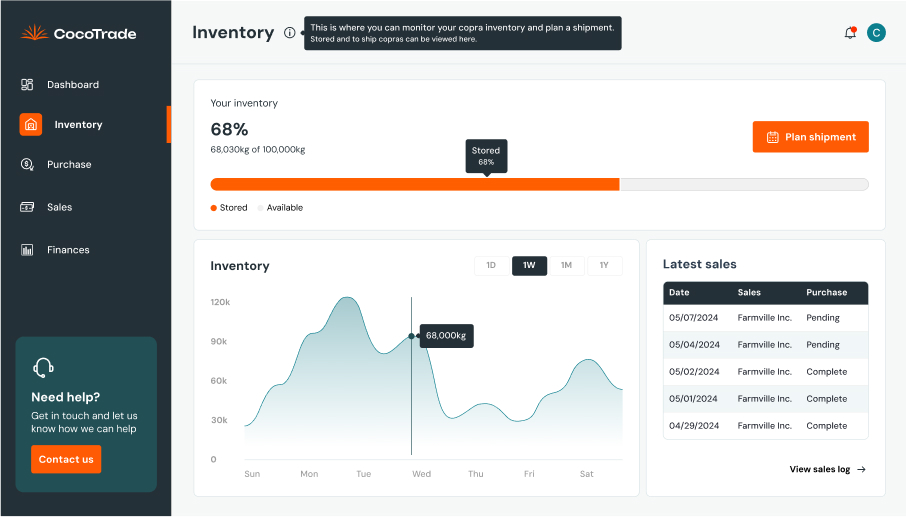 CocoTrade
Dashboard
Inventory
Purchase
Sales
Finances
Need help?
Get in touch and let us
know how we can help
Contact us
Inventory
This is where you can monitor your copra inventory and plan a shipment.
Stored and to ship copras can be viewed here.
C
Your inventory
68%
68,030kg of 100,000kg
Plan shipment
Stored
68%
Stored Available
Inventory
1D 1W 1M 1Y
120k
90k
60k
30k
0
68,000kg
Sun Mon Tue Wed Thu Fri Sat
Latest sales
Date Sales Purchase
05/07/2024 Farmville Inc. Pending
05/04/2024 Farmville Inc. Pending
05/02/2024 Farmville Inc. Complete
05/01/2024 Farmville Inc. Complete
04/29/2024 Farmville Inc. Complete
View sales log →